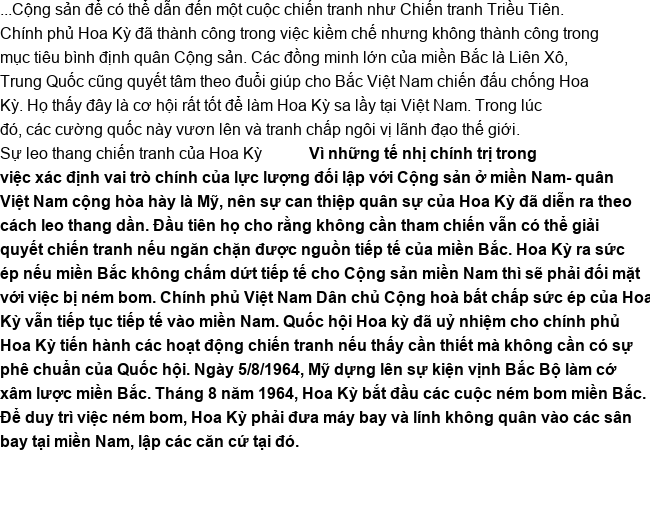 ...Cộng sản để có thể dẫn đến một cuộc chiến tranh như Chiến tranh Triều Tiên.
Chính phủ Hoa Kỳ đã thành công trong việc kiềm chế nhưng không thành công trong
mục tiêu bình định quân Cộng sản. Các đồng minh lớn của miền Bắc là Liên Xô,
Trung Quốc cũng quyết tâm theo đuổi giúp cho Bắc Việt Nam chiến đấu chống Hoa
Kỳ. Họ thấy đây là cơ hội rất tốt để làm Hoa Kỳ sa lầy tại Việt Nam. Trong lúc
đó, các cường quốc này vươn lên và tranh chấp ngôi vị lãnh đạo thế giới.
Sự leo thang chiến tranh của Hoa Kỳ Vì những tế nhị chính trị trong
việc xác định vai trò chính của lực lượng đối lập với Cộng sản ở miền Nam- quân
Việt Nam cộng hòa hày là Mỹ, nên sự can thiệp quân sự của Hoa Kỳ đã diễn ra theo
cách leo thang dần. Đầu tiên họ cho rằng không cần tham chiến vẫn có thể giải
quyết chiến tranh nếu ngăn chặn được nguồn tiếp tế của miền Bắc. Hoa Kỳ ra sức
ép nếu miền Bắc không chấm dứt tiếp tế cho Cộng sản miền Nam thì sẽ phải đối mặt
với việc bị ném bom. Chính phủ Việt Nam Dân chủ Cộng hoà bất chấp sức ép của Hoa
Kỳ vẫn tiếp tục tiếp tế vào miền Nam. Quốc hội Hoa kỳ đã uỷ nhiệm cho chính phủ
Hoa Kỳ tiến hành các hoạt động chiến tranh nếu thấy cần thiết mà không cần có sự
phê chuẩn của Quốc hội. Ngày 5/8/1964, Mỹ dựng lên sự kiện vịnh Bắc Bộ làm cớ
xâm lược miền Bắc. Tháng 8 năm 1964, Hoa Kỳ bắt đầu các cuộc ném bom miền Bắc.
Để duy trì việc ném bom, Hoa Kỳ phải đưa máy bay và lính không quân vào các sân
bay tại miền Nam, lập các căn cứ tại đó.